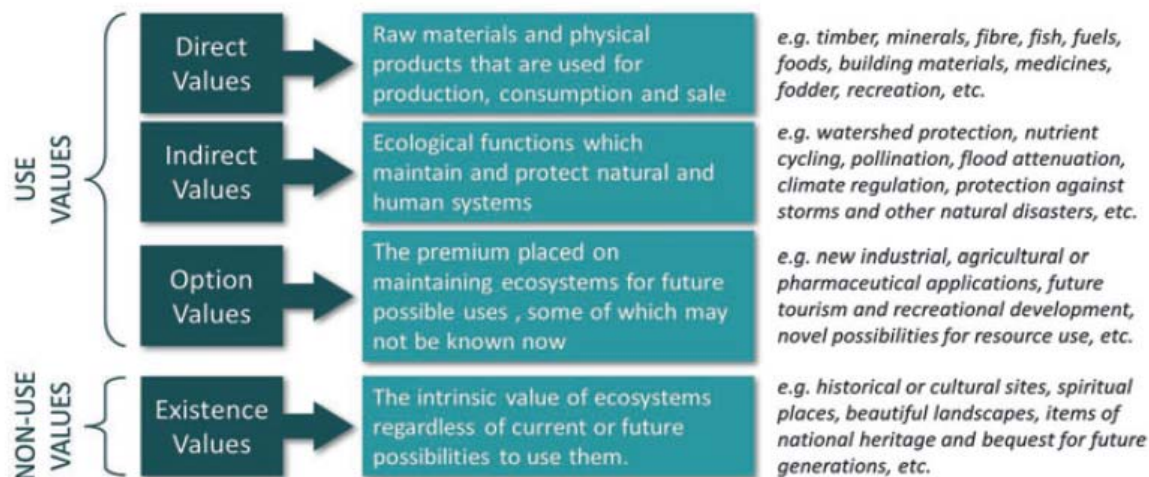 USE
VALUES
Direct
Values
Raw materials and physical
products that are used for
production, consumption and sale
e.g. timber, minerals, fibre, fish, fuels,
foods, building materials, medicines,
fodder, recreation, etc.
Indirect
Values
Ecological functions which
maintain and protect natural and
human systems
e.g. watershed protection, nutrient
cycling, pollination, flood attenuation,
climate regulation, protection against
storms and other natural disasters, etc.
Option
Values
The premium placed on
maintaining ecosystems for future
possible uses , some of which may
not be known now
e.g. new industrial, agricultural or
pharmaceutical applications, future
tourism and recreational development,
novel possibilities for resource use, etc.
NON-USE
VALUES
Existence
Values
The intrinsic value of ecosystems
regardless of current or future
possibilities to use them.
e.g. historical or cultural sites, spiritual
places, beautiful landscapes, items of
national heritage and bequest for future
generations, etc.